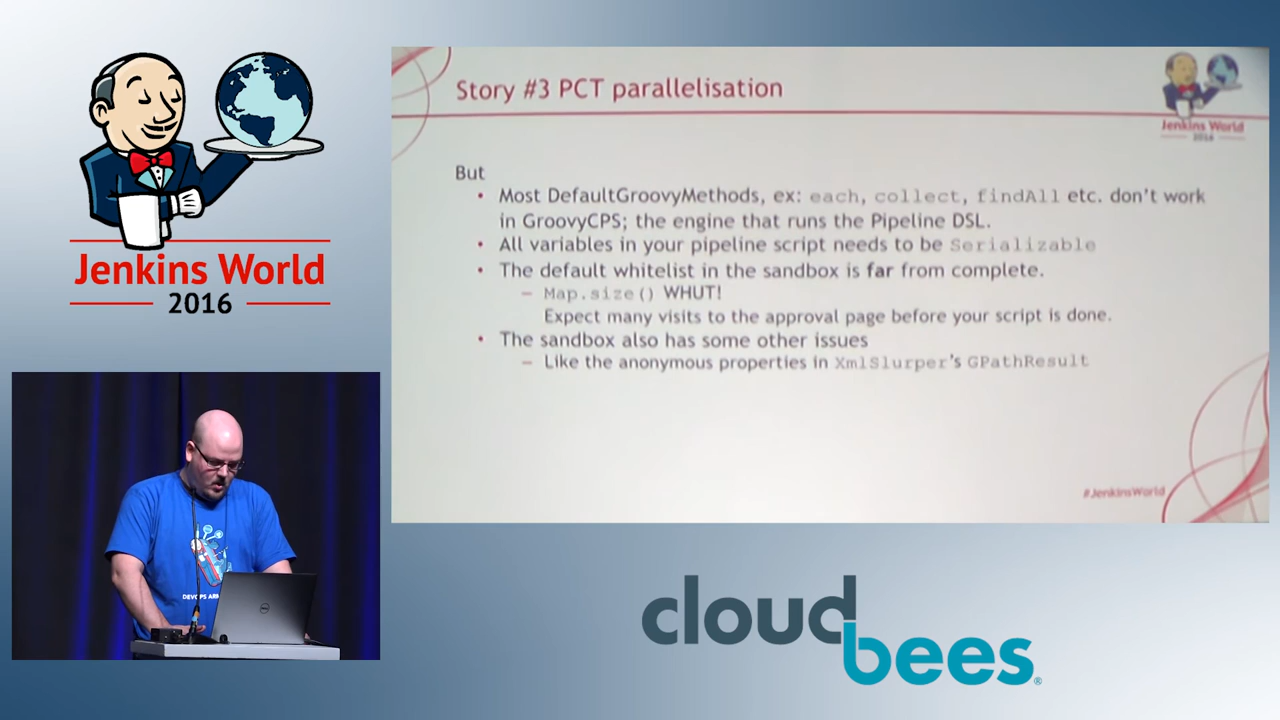 Jenkins World
2016
Story #3 PCT parallelisation
Jenkins World
2016
But
• Most DefaultGroovyMethods, ex: each, collect, findAll etc. don't work
in GroovyCPS; the engine that runs the Pipeline DSL.
• All variables in your pipeline script needs to be Serializable
• The default whitelist in the sandbox is far from complete.
– Map.size() WHUT!
Expect many visits to the approval page before your script is done.
• The sandbox also has some other issues
– Like the anonymous properties in XmlSlurper's GPathResult
#JenkinsWorld
DEVOPS
DELL
cloudbees®